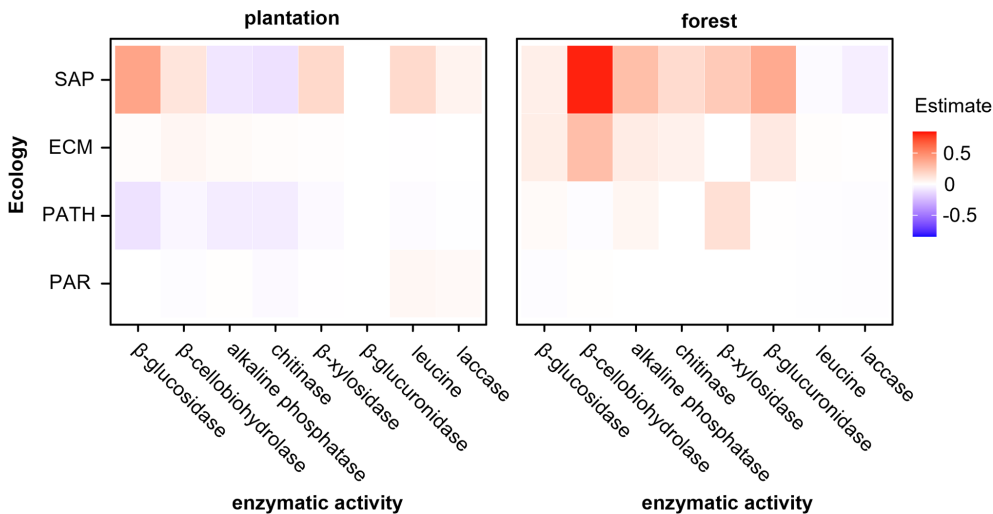 plantation
forest
Ecology
SAP
ECM
PATH
PAR
β-glucosidase
β-cellobiohydrolase
alkaline phosphatase
chitinase
β-xylosidase
β-glucuronidase
leucine
laccase
β-glucosidase
β-cellobiohydrolase
alkaline phosphatase
chitinase
β-xylosidase
β-glucuronidase
leucine
laccase
enzymatic activity
enzymatic activity
Estimate
0.5
0
-0.5